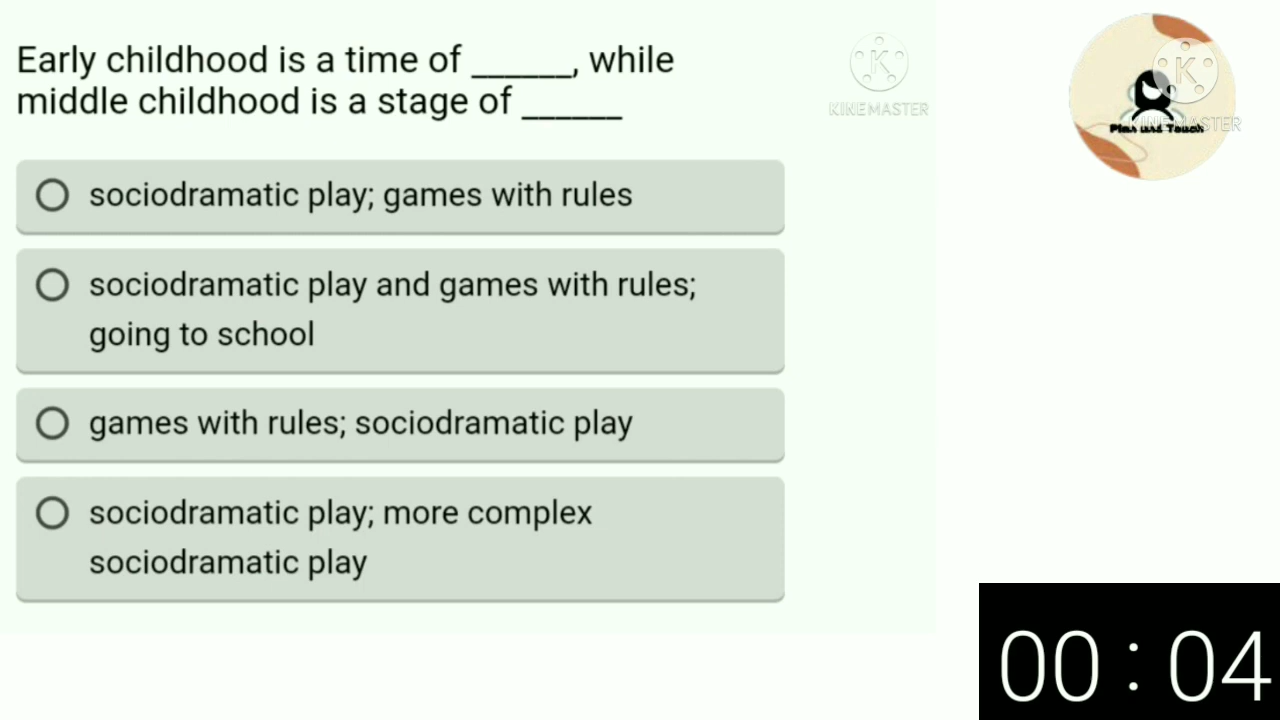 Early childhood is a time of ______, while
middle childhood is a stage of ______
sociodramatic play; games with rules
sociodramatic play and games with rules;
going to school
games with rules; sociodramatic play
sociodramatic play; more complex
sociodramatic play
K
KINEMASTER
K
KINEMASTER
00:04